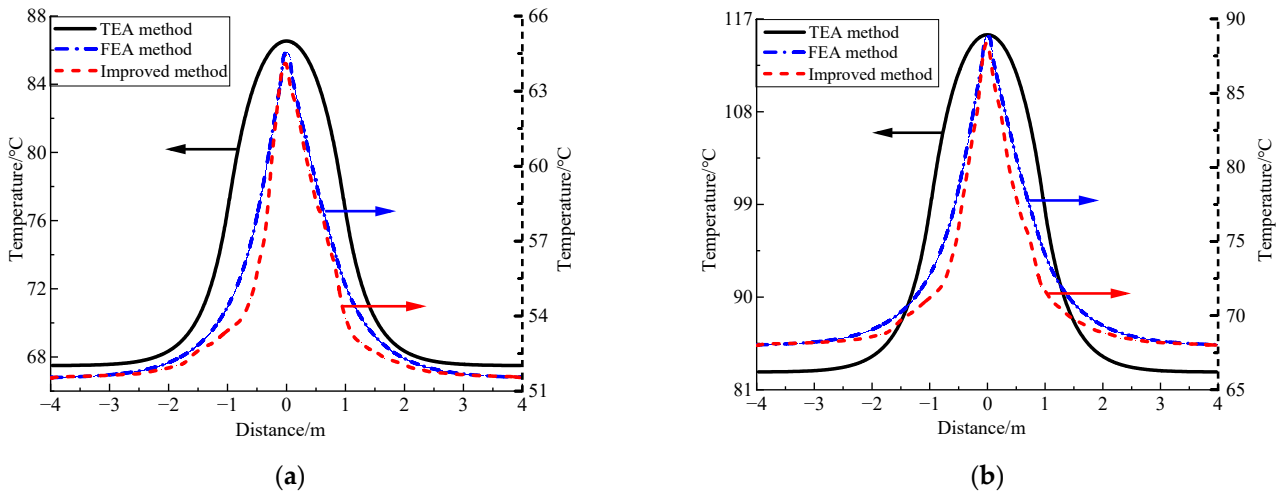 88
84
80
76
72
68
Temperature/°C
TEA method
FEA method
Improved method
66
63
60
57
54
51
Temperature/°C
−4 −3 −2 −1 0 1 2 3 4
Distance/m
(a)
117
108
99
90
81
Temperature/°C
TEA method
FEA method
Improved method
90
85
80
75
70
65
Temperature/°C
−4 −3 −2 −1 0 1 2 3 4
Distance/m
(b)